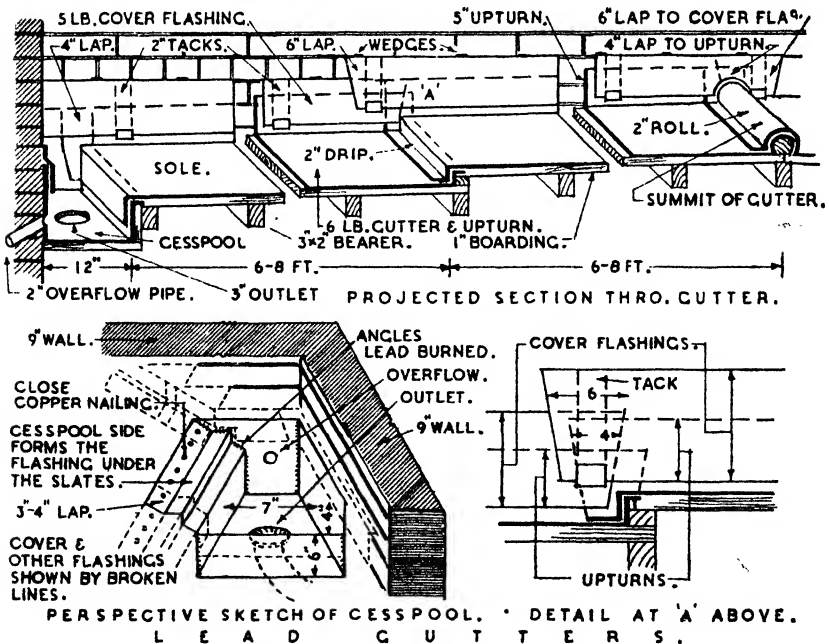 5 LB. COVER FLASHING.
5" UPTURN.
6" LAP TO COVER FLAG.
4" LAP.
2" TACKS.
6" LAP.
WEDGES.
4" LAP TO UPTURN.
'A'
SOLE.
2" DRIP.
2" ROLL.
SUMMIT OF GUTTER.
6 LB. GUTTER & UPTURN.
CESSPOOL
3"x2" BEARER.
1" BOARDING.
12"
6-8 FT.
6-8 FT.
2" OVERFLOW PIPE.
3" OUTLET
PROJECTED SECTION THRO. GUTTER.
9" WALL.
ANGLES
LEAD BURNED.
OVERFLOW.
OUTLET.
9" WALL.
CLOSE
COPPER NAILING.
CESSPOOL SIDE
FORMS THE
FLASHING UNDER
THE SLATES.
3"-4" LAP.
7"
4"
6"
COVER &
OTHER FLASHINGS
SHOWN BY BROKEN
LINES.
COVER FLASHINGS.
TACK
6
4
UPTURNS.
PERSPECTIVE SKETCH OF CESSPOOL. • DETAIL AT 'A' ABOVE.
LEAD GUTTERS.